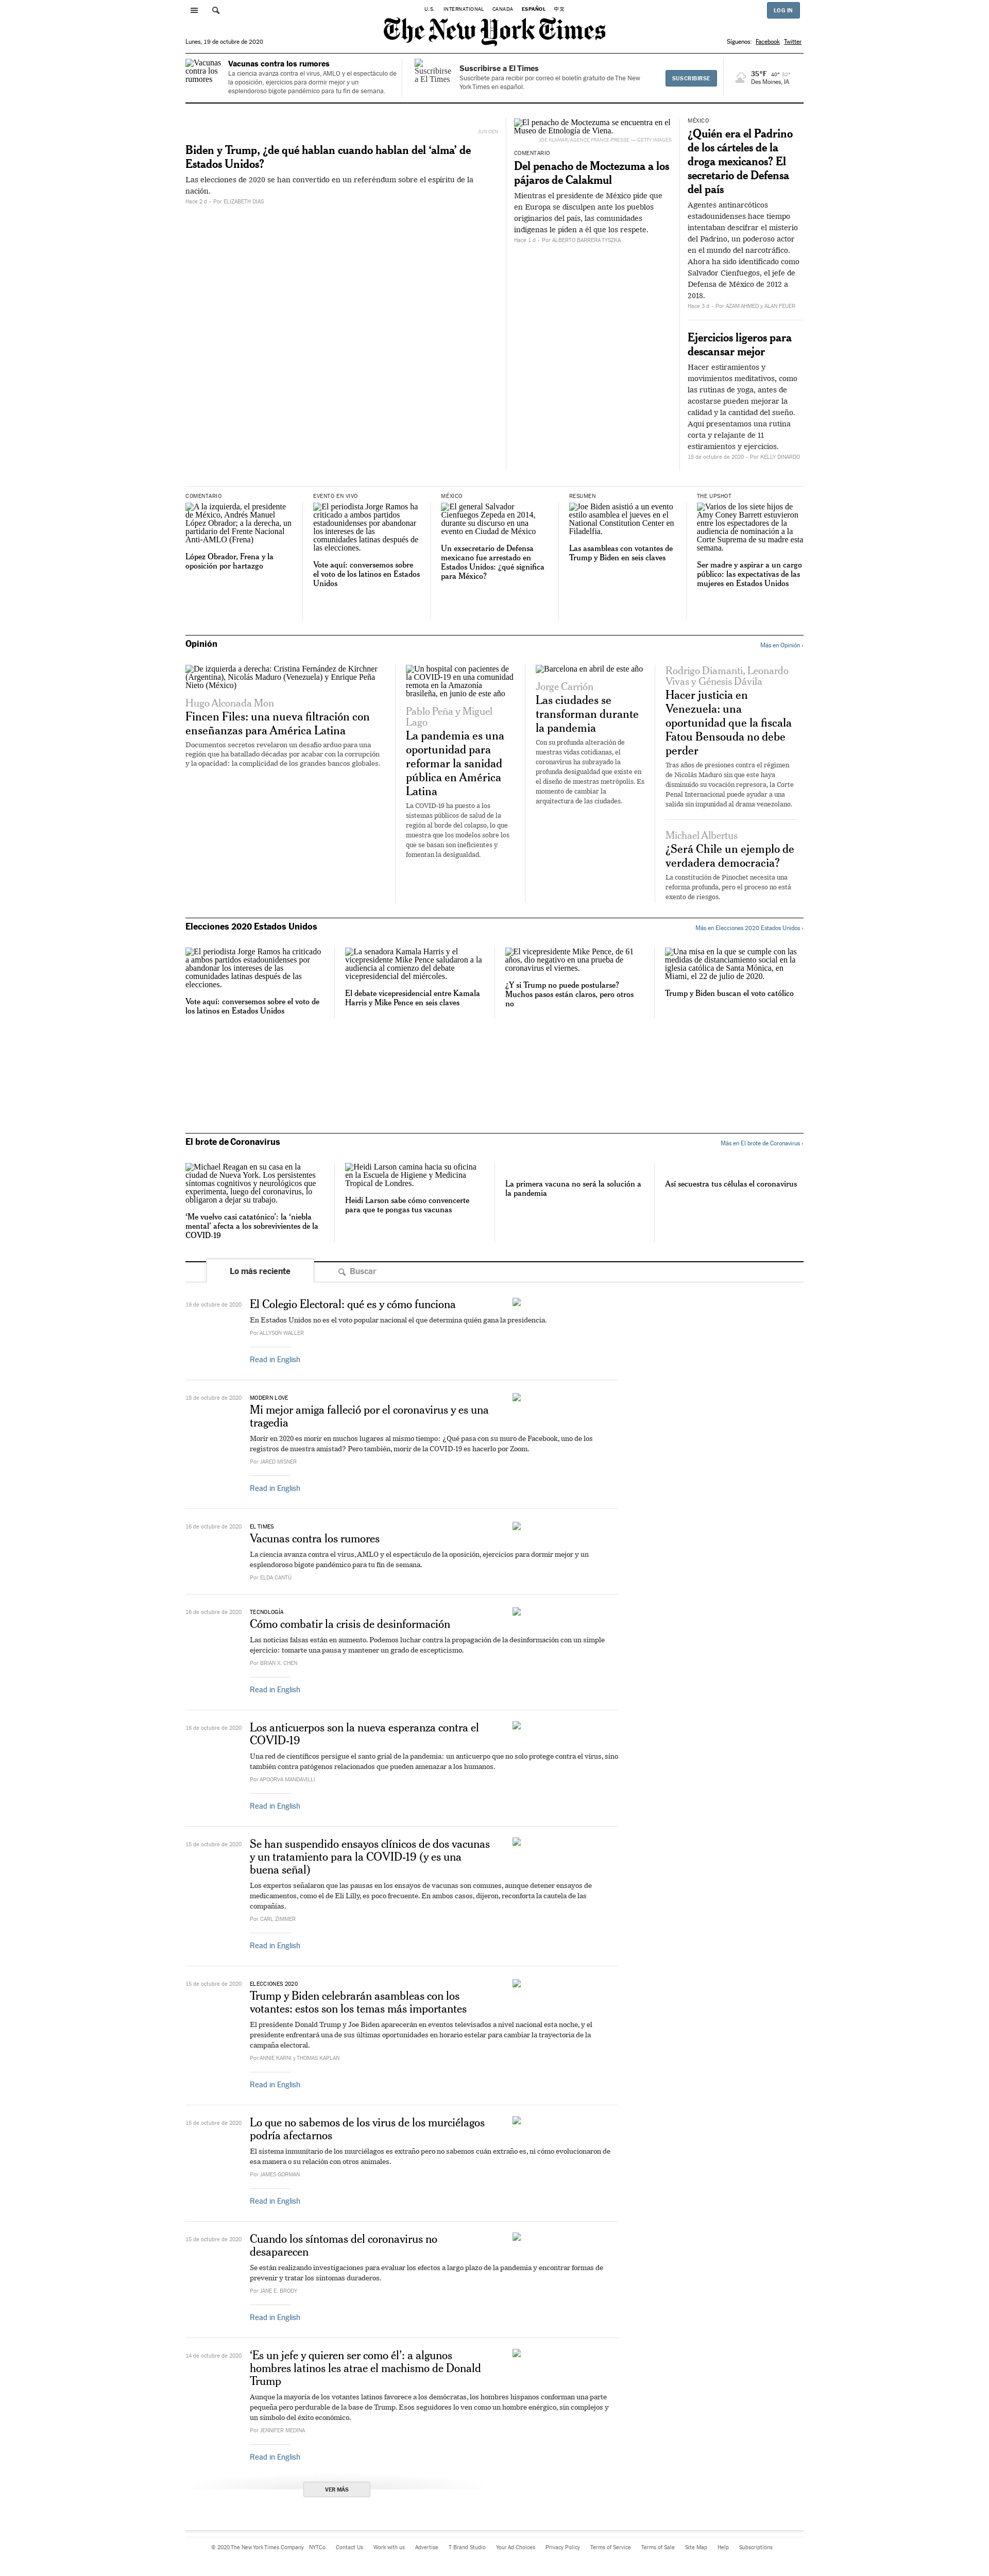 U.S. INTERNATIONAL CANADA ESPAÑOL 中文
LOG IN
The New York Times
Lunes, 19 de octubre de 2020
Síguenos: Facebook Twitter
Vacunas contra los rumores
Vacunas contra los rumores
La ciencia avanza contra el virus, AMLO y el espectáculo de
la oposición, ejercicios para dormir mejor y un
esplendoroso bigote pandémico para tu fin de semana.
Suscribirse a El Times
Suscribirse a El Times
Suscríbete para recibir por correo el boletín gratuito de The New
York Times en español.
SUSCRIBIRSE
35°F 40° 32°
Des Moines, IA
JUN CEN
Biden y Trump, ¿de qué hablan cuando hablan del ‘alma’ de
Estados Unidos?
Las elecciones de 2020 se han convertido en un referéndum sobre el espíritu de la
nación.
Hace 2 d - Por ELIZABETH DIAS
El penacho de Moctezuma se encuentra en el
Museo de Etnología de Viena.
JOE KLAMAR/AGENCE FRANCE-PRESSE — GETTY IMAGES
COMENTARIO
Del penacho de Moctezuma a los
pájaros de Calakmul
Mientras el presidente de México pide que
en Europa se disculpen ante los pueblos
originarios del país, las comunidades
indígenas le piden a él que los respete.
Hace 1 d - Por ALBERTO BARRERA TYSZKA
MÉXICO
¿Quién era el Padrino
de los cárteles de la
droga mexicanos? El
secretario de Defensa
del país
Agentes antinarcóticos
estadounidenses hace tiempo
intentaban descifrar el misterio
del Padrino, un poderoso actor
en el mundo del narcotráfico.
Ahora ha sido identificado como
Salvador Cienfuegos, el jefe de
Defensa de México de 2012 a
2018.
Hace 3 d - Por AZAM AHMED y ALAN FEUER
Ejercicios ligeros para
descansar mejor
Hacer estiramientos y
movimientos meditativos, como
las rutinas de yoga, antes de
acostarse pueden mejorar la
calidad y la cantidad del sueño.
Aquí presentamos una rutina
corta y relajante de 11
estiramientos y ejercicios.
15 de octubre de 2020 - Por KELLY DINARDO
COMENTARIO
A la izquierda, el presidente
de México, Andrés Manuel
López Obrador; a la derecha, un
partidario del Frente Nacional
Anti-AMLO (Frena)
López Obrador, Frena y la
oposición por hartazgo
EVENTO EN VIVO
El periodista Jorge Ramos ha
criticado a ambos partidos
estadounidenses por abandonar
los intereses de las
comunidades latinas después de
las elecciones.
Vote aquí: conversemos sobre
el voto de los latinos en Estados
Unidos
MÉXICO
El general Salvador
Cienfuegos Zepeda en 2014,
durante su discurso en una
evento en Ciudad de México
Un exsecretario de Defensa
mexicano fue arrestado en
Estados Unidos: ¿qué significa
para México?
RESUMEN
Joe Biden asistió a un evento
estilo asamblea el jueves en el
National Constitution Center en
Filadelfia.
Las asambleas con votantes de
Trump y Biden en seis claves
THE UPSHOT
Varios de los siete hijos de
Amy Coney Barrett estuvieron
entre los espectadores de la
audiencia de nominación a la
Corte Suprema de su madre esta
semana.
Ser madre y aspirar a un cargo
público: las expectativas de las
mujeres en Estados Unidos
Opinión
Más en Opinión ›
De izquierda a derecha: Cristina Fernández de Kirchner
(Argentina), Nicolás Maduro (Venezuela) y Enrique Peña
Nieto (México)
Hugo Alconada Mon
Fincen Files: una nueva filtración con
enseñanzas para América Latina
Documentos secretos revelaron un desafío arduo para una
región que ha batallado décadas por acabar con la corrupción
y la opacidad: la complicidad de los grandes bancos globales.
Un hospital con pacientes de
la COVID-19 en una comunidad
remota en la Amazonía
brasileña, en junio de este año
Pablo Peña y Miguel
Lago
La pandemia es una
oportunidad para
reformar la sanidad
pública en América
Latina
La COVID-19 ha puesto a los
sistemas públicos de salud de la
región al borde del colapso, lo que
muestra que los modelos sobre los
que se basan son ineficientes y
fomentan la desigualdad.
Barcelona en abril de este año
Jorge Carrión
Las ciudades se
transforman durante
la pandemia
Con su profunda alteración de
nuestras vidas cotidianas, el
coronavirus ha subrayado la
profunda desigualdad que existe en
el diseño de nuestras metrópolis. Es
momento de cambiar la
arquitectura de las ciudades.
Rodrigo Diamanti, Leonardo
Vivas y Génesis Dávila
Hacer justicia en
Venezuela: una
oportunidad que la fiscala
Fatou Bensouda no debe
perder
Tras años de presiones contra el régimen
de Nicolás Maduro sin que este haya
disminuido su vocación represora, la Corte
Penal Internacional puede ayudar a una
salida sin impunidad al drama venezolano.
Michael Albertus
¿Será Chile un ejemplo de
verdadera democracia?
La constitución de Pinochet necesita una
reforma profunda, pero el proceso no está
exento de riesgos.
Elecciones 2020 Estados Unidos
Más en Elecciones 2020 Estados Unidos ›
El periodista Jorge Ramos ha criticado
a ambos partidos estadounidenses por
abandonar los intereses de las
comunidades latinas después de las
elecciones.
Vote aquí: conversemos sobre el voto de
los latinos en Estados Unidos
La senadora Kamala Harris y el
vicepresidente Mike Pence saludaron a la
audiencia al comienzo del debate
vicepresidencial del miércoles.
El debate vicepresidencial entre Kamala
Harris y Mike Pence en seis claves
El vicepresidente Mike Pence, de 61
años, dio negativo en una prueba de
coronavirus el viernes.
¿Y si Trump no puede postularse?
Muchos pasos están claros, pero otros
no
Una misa en la que se cumple con las
medidas de distanciamiento social en la
iglesia católica de Santa Mónica, en
Miami, el 22 de julio de 2020.
Trump y Biden buscan el voto católico
El brote de Coronavirus
Más en El brote de Coronavirus ›
Michael Reagan en su casa en la
ciudad de Nueva York. Los persistentes
síntomas cognitivos y neurológicos que
experimenta, luego del coronavirus, lo
obligaron a dejar su trabajo.
‘Me vuelvo casi catatónico’: la ‘niebla
mental’ afecta a los sobrevivientes de la
COVID-19
Heidi Larson camina hacia su oficina
en la Escuela de Higiene y Medicina
Tropical de Londres.
Heidi Larson sabe cómo convencerte
para que te pongas tus vacunas
La primera vacuna no será la solución a
la pandemia
Así secuestra tus células el coronavirus
Lo más reciente
Buscar
19 de octubre de 2020
El Colegio Electoral: qué es y cómo funciona
En Estados Unidos no es el voto popular nacional el que determina quién gana la presidencia.
Por ALLYSON WALLER
Read in English
18 de octubre de 2020
MODERN LOVE
Mi mejor amiga falleció por el coronavirus y es una
tragedia
Morir en 2020 es morir en muchos lugares al mismo tiempo: ¿Qué pasa con su muro de Facebook, uno de los
registros de nuestra amistad? Pero también, morir de la COVID-19 es hacerlo por Zoom.
Por JARED MISNER
Read in English
16 de octubre de 2020
EL TIMES
Vacunas contra los rumores
La ciencia avanza contra el virus, AMLO y el espectáculo de la oposición, ejercicios para dormir mejor y un
esplendoroso bigote pandémico para tu fin de semana.
Por ELDA CANTÚ
16 de octubre de 2020
TECNOLOGÍA
Cómo combatir la crisis de desinformación
Las noticias falsas están en aumento. Podemos luchar contra la propagación de la desinformación con un simple
ejercicio: tomarte una pausa y mantener un grado de escepticismo.
Por BRIAN X. CHEN
Read in English
16 de octubre de 2020
Los anticuerpos son la nueva esperanza contra el
COVID-19
Una red de científicos persigue el santo grial de la pandemia: un anticuerpo que no solo protege contra el virus, sino
también contra patógenos relacionados que pueden amenazar a los humanos.
Por APOORVA MANDAVILLI
Read in English
15 de octubre de 2020
Se han suspendido ensayos clínicos de dos vacunas
y un tratamiento para la COVID-19 (y es una
buena señal)
Los expertos señalaron que las pausas en los ensayos de vacunas son comunes, aunque detener ensayos de
medicamentos, como el de Eli Lilly, es poco frecuente. En ambos casos, dijeron, reconforta la cautela de las
compañías.
Por CARL ZIMMER
Read in English
15 de octubre de 2020
ELECCIONES 2020
Trump y Biden celebrarán asambleas con los
votantes: estos son los temas más importantes
El presidente Donald Trump y Joe Biden aparecerán en eventos televisados a nivel nacional esta noche, y el
presidente enfrentará una de sus últimas oportunidades en horario estelar para cambiar la trayectoria de la
campaña electoral.
Por ANNIE KARNI y THOMAS KAPLAN
Read in English
15 de octubre de 2020
Lo que no sabemos de los virus de los murciélagos
podría afectarnos
El sistema inmunitario de los murciélagos es extraño pero no sabemos cuán extraño es, ni cómo evolucionaron de
esa manera o su relación con otros animales.
Por JAMES GORMAN
Read in English
15 de octubre de 2020
Cuando los síntomas del coronavirus no
desaparecen
Se están realizando investigaciones para evaluar los efectos a largo plazo de la pandemia y encontrar formas de
prevenir y tratar los síntomas duraderos.
Por JANE E. BRODY
Read in English
14 de octubre de 2020
‘Es un jefe y quieren ser como él’: a algunos
hombres latinos les atrae el machismo de Donald
Trump
Aunque la mayoría de los votantes latinos favorece a los demócratas, los hombres hispanos conforman una parte
pequeña pero perdurable de la base de Trump. Esos seguidores lo ven como un hombre enérgico, sin complejos y
un símbolo del éxito económico.
Por JENNIFER MEDINA
Read in English
VER MÁS
© 2020 The New York Times Company NYTCo Contact Us Work with us Advertise T Brand Studio Your Ad Choices Privacy Policy Terms of Service Terms of Sale Site Map Help Subscriptions